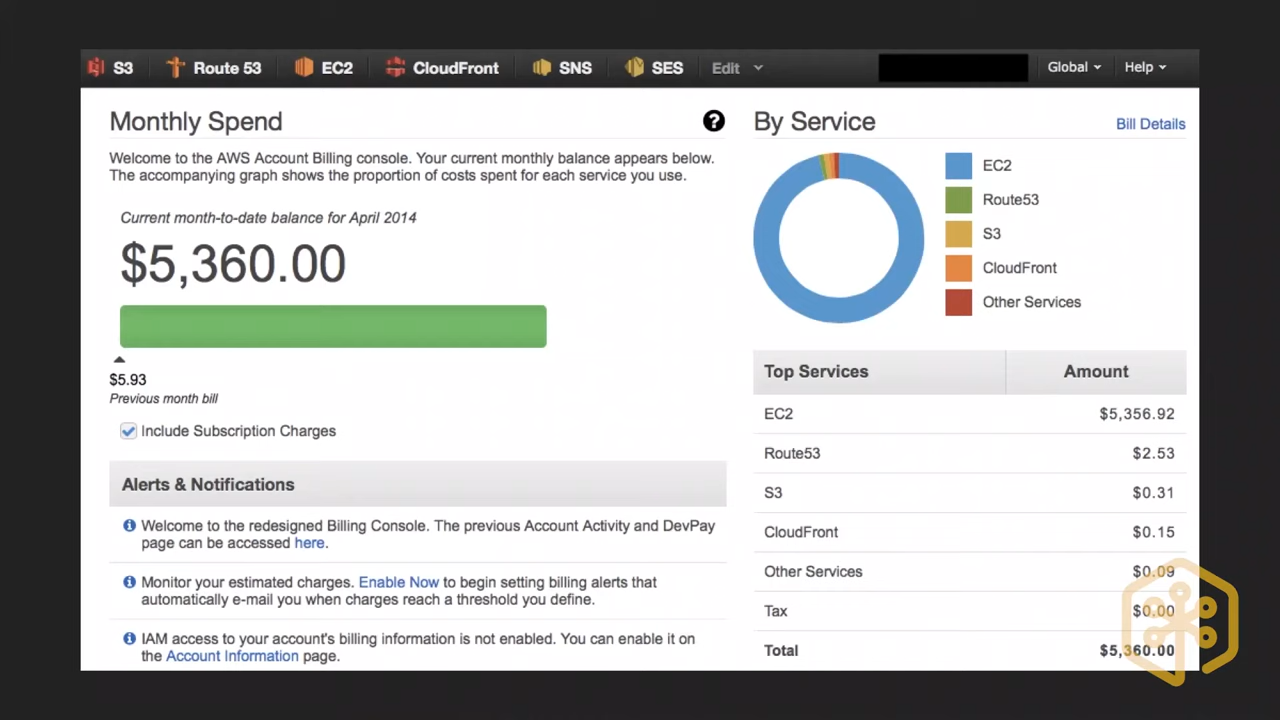 S3 Route 53 EC2 CloudFront SNS SES Edit Global Help
Monthly Spend
?
Welcome to the AWS Account Billing console. Your current monthly balance appears below.
The accompanying graph shows the proportion of costs spent for each service you use.
Current month-to-date balance for April 2014
$5,360.00
$5.93
Previous month bill
Include Subscription Charges
Alerts & Notifications
Welcome to the redesigned Billing Console. The previous Account Activity and DevPay
page can be accessed here.
Monitor your estimated charges. Enable Now to begin setting billing alerts that
automatically e-mail you when charges reach a threshold you define.
IAM access to your account's billing information is not enabled. You can enable it on
the Account Information page.
By Service
Bill Details
EC2
Route53
S3
CloudFront
Other Services
Top Services Amount
EC2 $5,356.92
Route53 $2.53
S3 $0.31
CloudFront $0.15
Other Services $0.09
Tax $0.00
Total $5,360.00